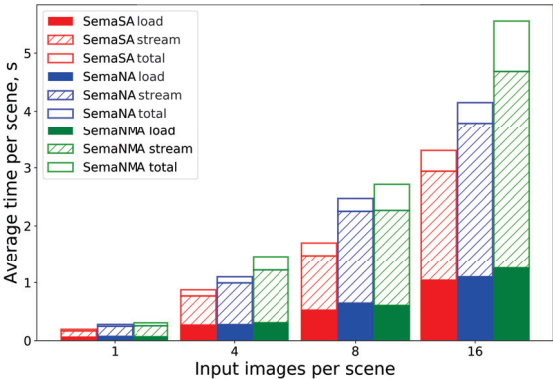 SemaSA load
SemaSA stream
SemaSA total
SemaNA load
SemaNA stream
SemaNA total
SemaNMA load
SemaNMA stream
SemaNMA total
Average time per scene, s
5
4
3
2
1
0
1 4 8 16
Input images per scene